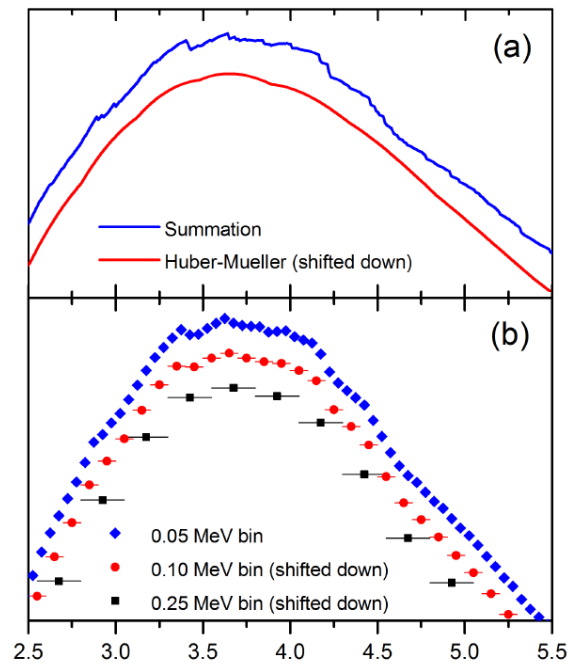 (a)
Summation
Huber-Mueller (shifted down)
(b)
0.05 MeV bin
0.10 MeV bin (shifted down)
0.25 MeV bin (shifted down)
2.5 3.0 3.5 4.0 4.5 5.0 5.5